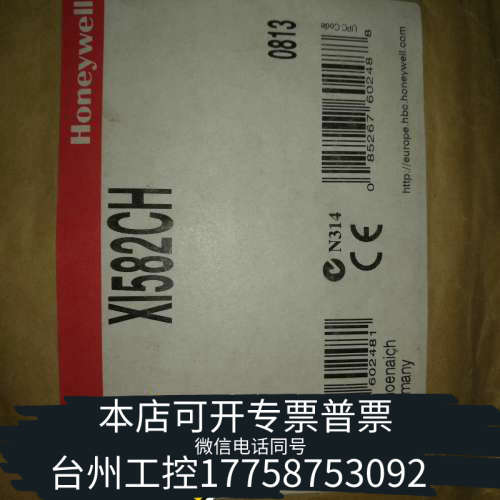 Honeywell
XI582CH
0813
UPC Code
0 85267 60248 8
N314
CE
602481
http://europe.hbc.honeywell.com
oenaich
many
本店可开专票普票
微信电话同号
台州工控17758753092